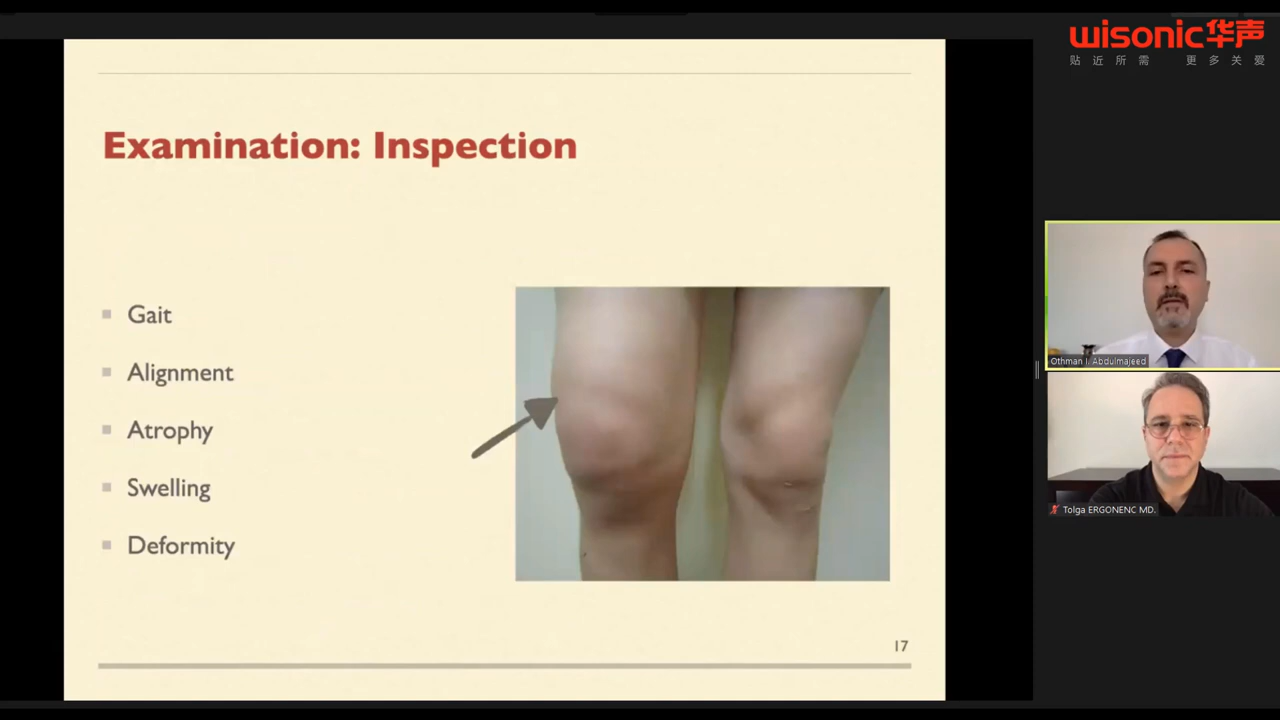 wisonic华声
贴近所需 更多关爱
Examination: Inspection
Gait
Alignment
Atrophy
Swelling
Deformity
17
Othman I. Abdulmajeed
Tolga ERGONENC MD.